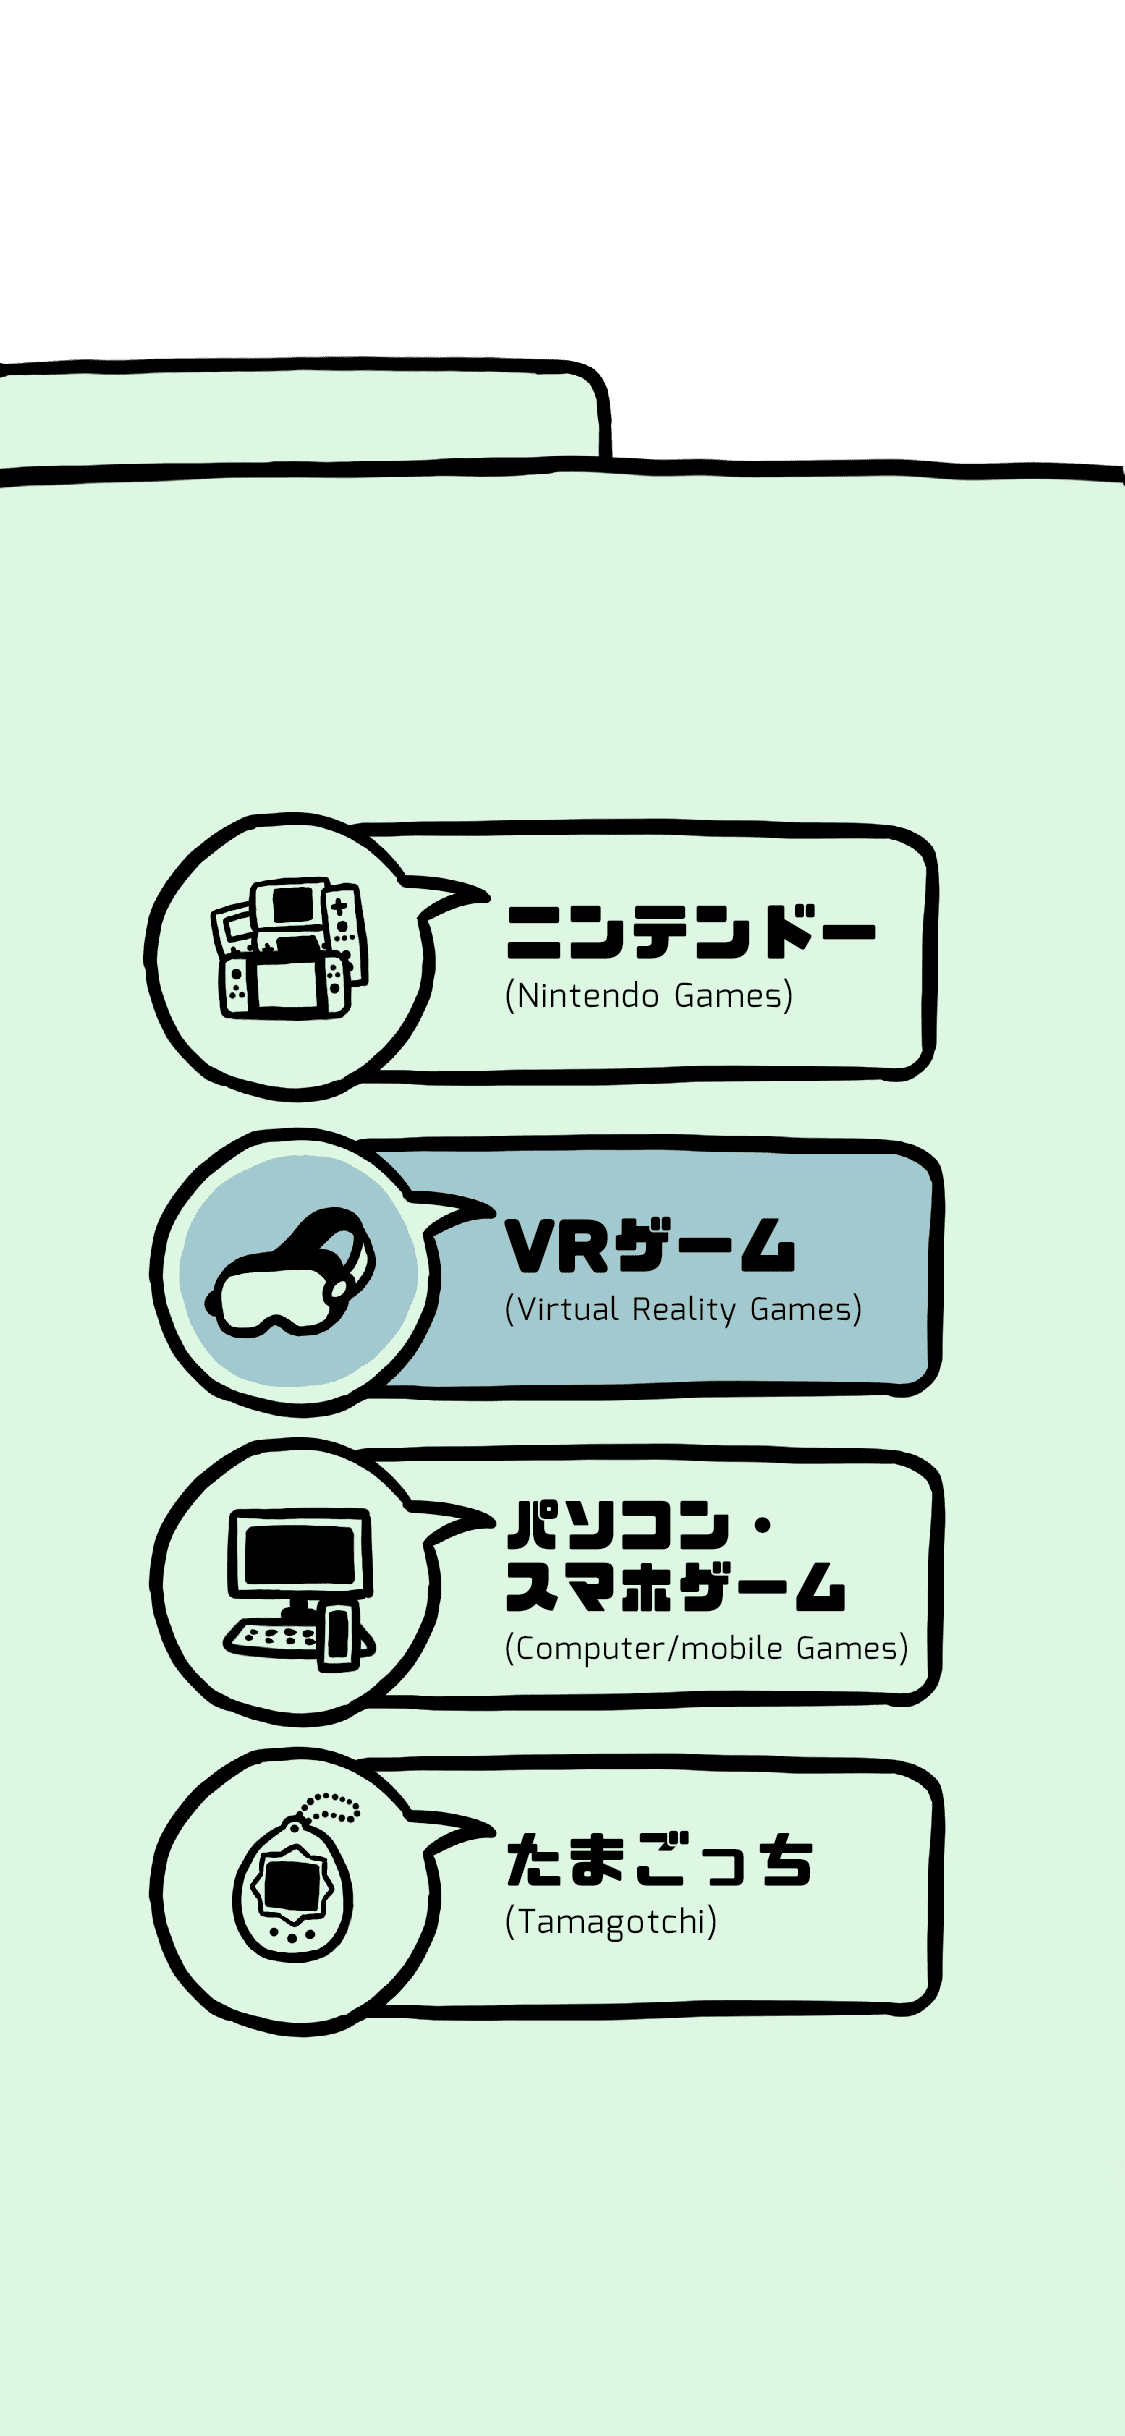 ニンテンドー
(Nintendo Games)
VRゲーム
(Virtual Reality Games)
パソコン・
スマホゲーム
(Computer/mobile Games)
たまごっち
(Tamagotchi)